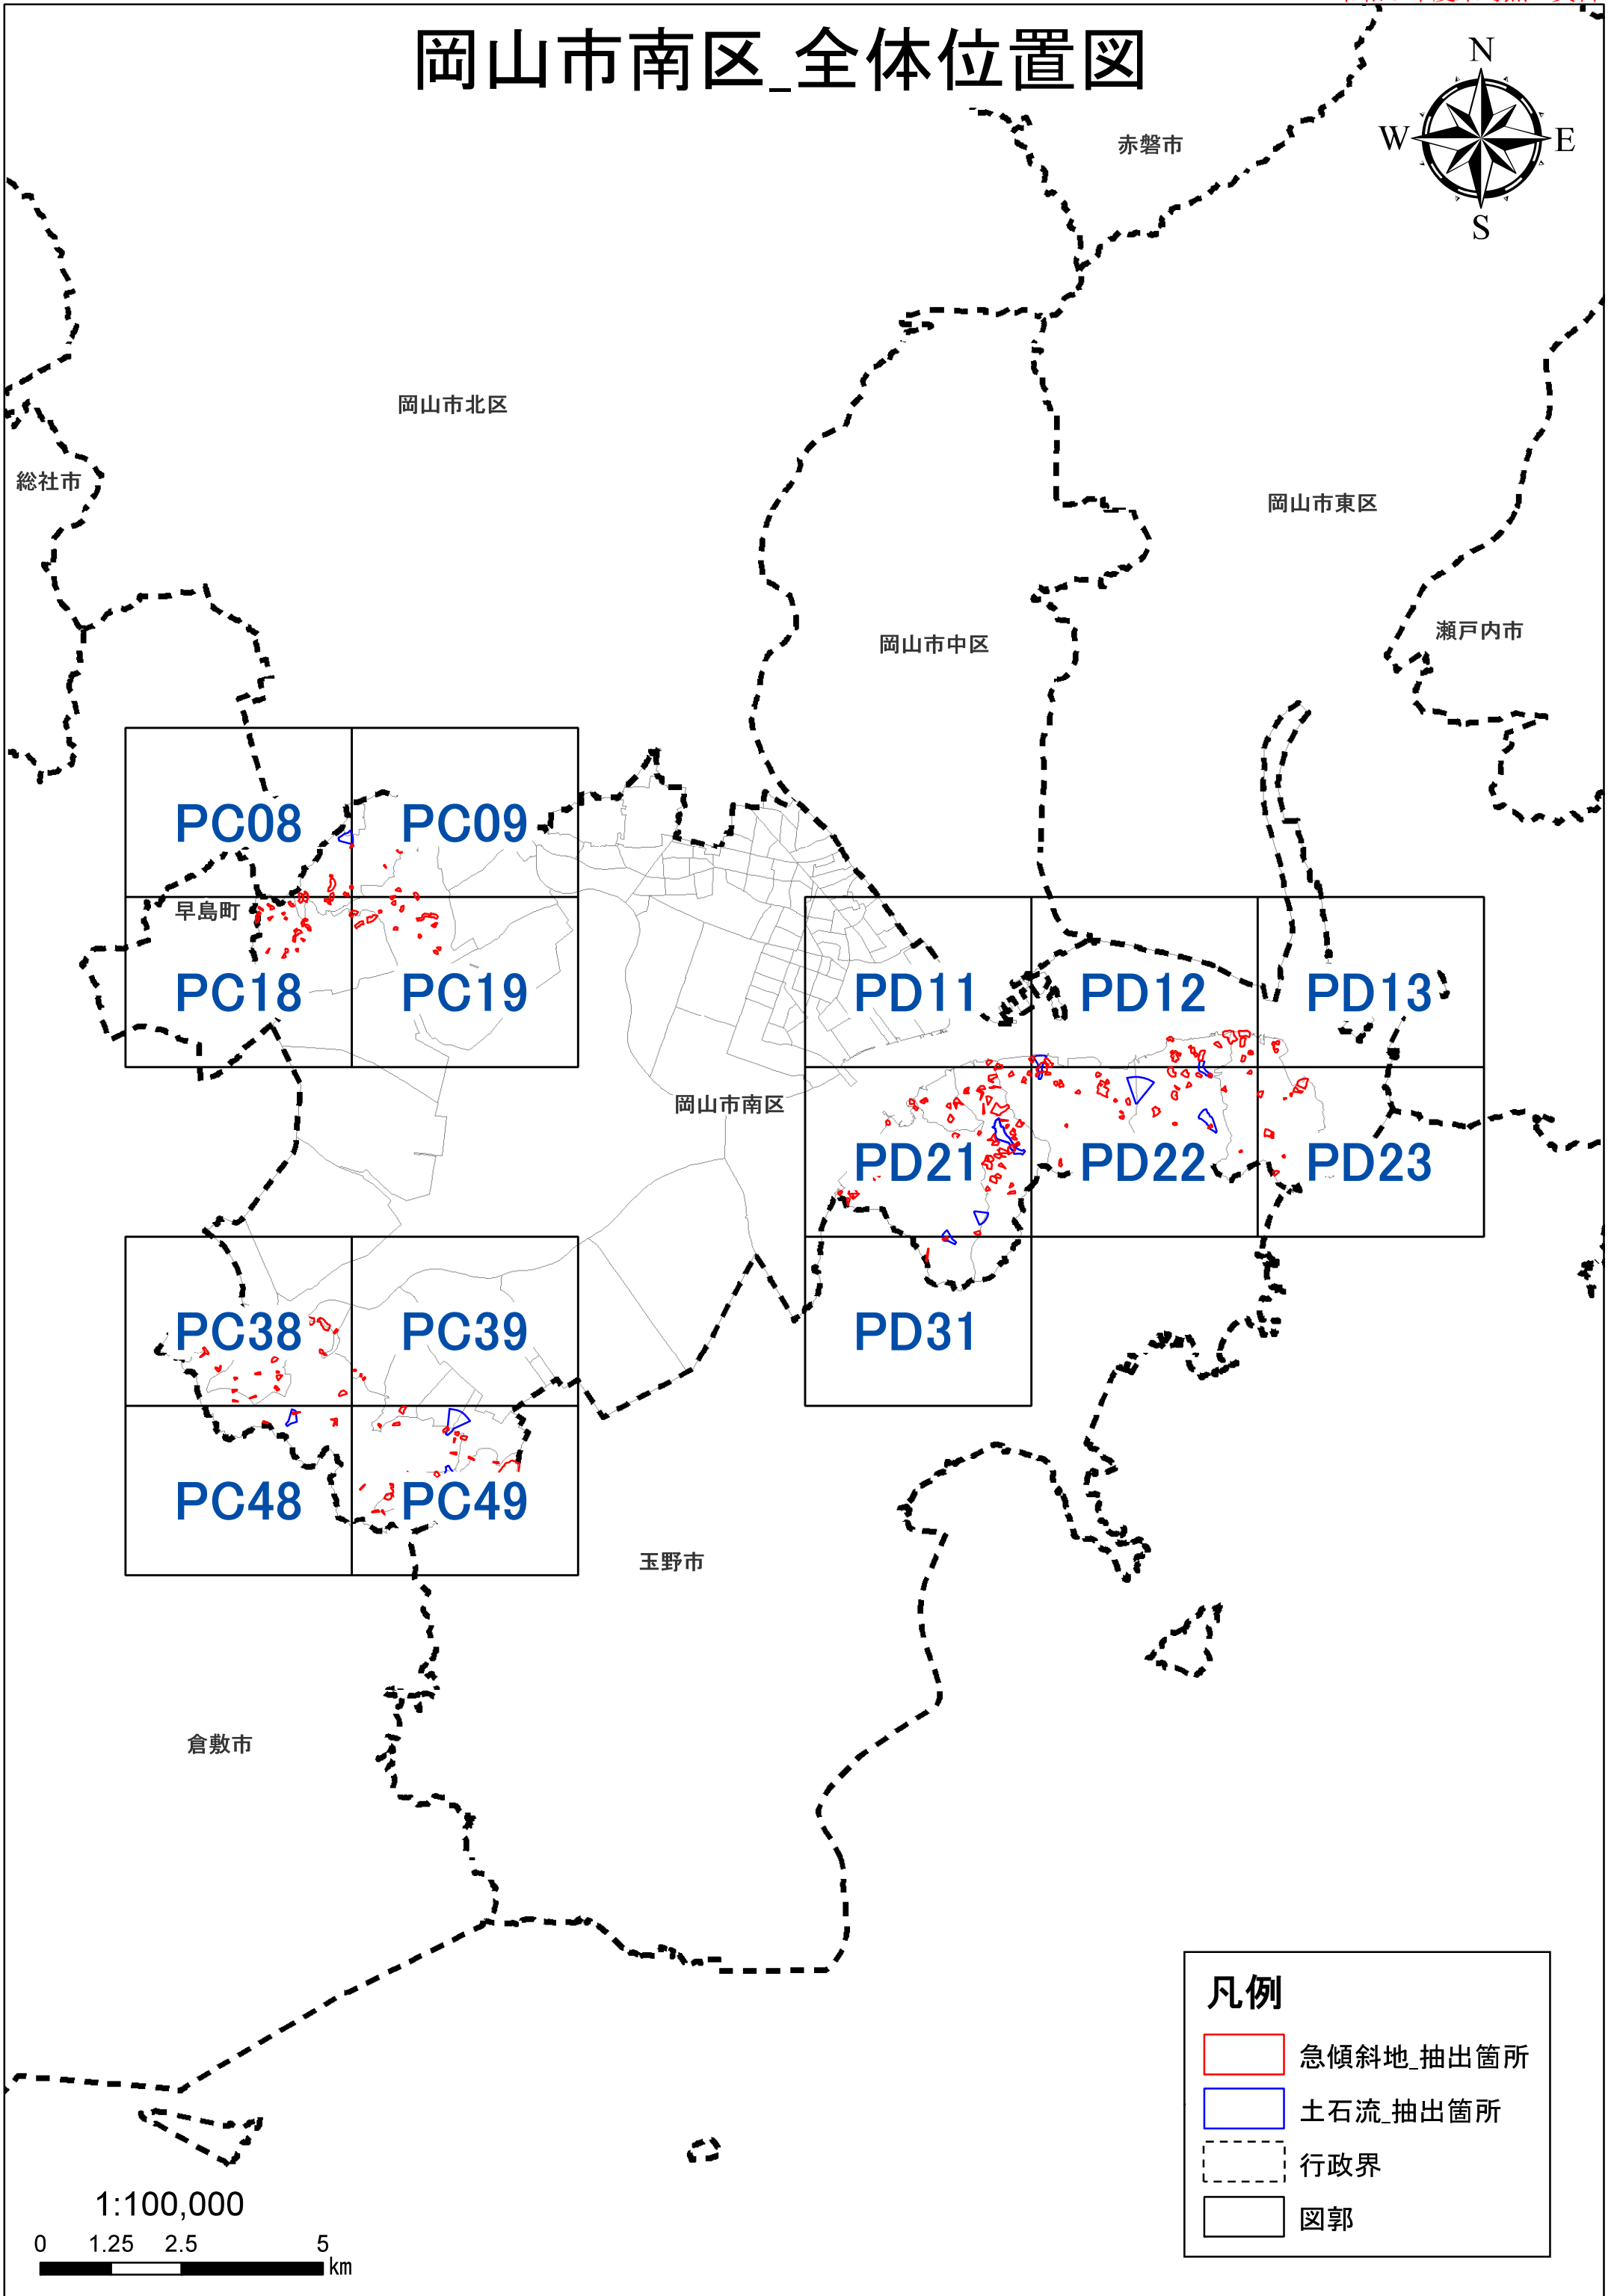 岡山市南区_全体位置図
N
W
E
S
赤磐市
岡山市北区
総社市
岡山市東区
岡山市中区
瀬戸内市
PC08
PC09
早島町
PC18
PC19
PD11
PD12
PD13
岡山市南区
PD21
PD22
PD23
PC38
PC39
PD31
PC48
PC49
玉野市
倉敷市
凡例
急傾斜地_抽出箇所
土石流_抽出箇所
行政界
図郭
1:100,000
0 1.25 2.5 5
km